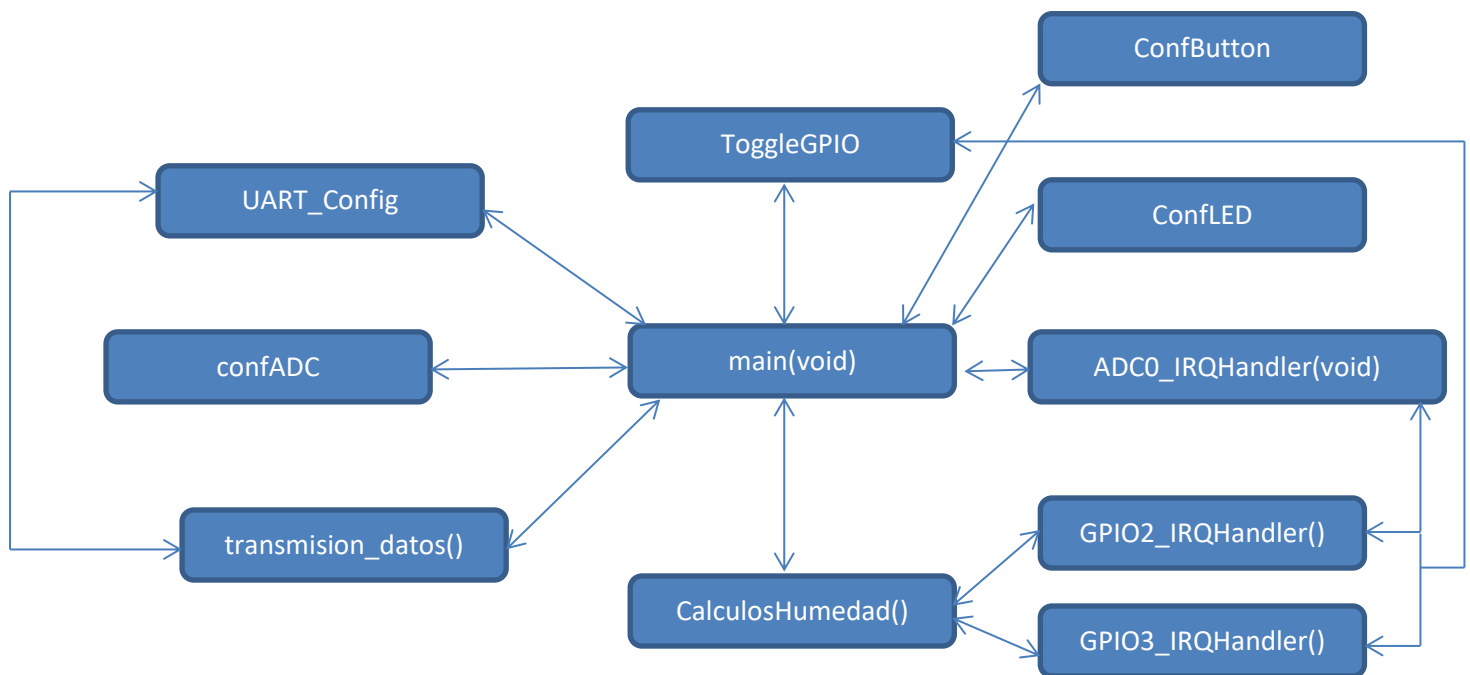 ConfButton
ToggleGPIO
UART_Config
ConfLED
confADC
main(void)
ADC0_IRQHandler(void)
transmision_datos()
GPIO2_IRQHandler()
CalculosHumedad()
GPIO3_IRQHandler()